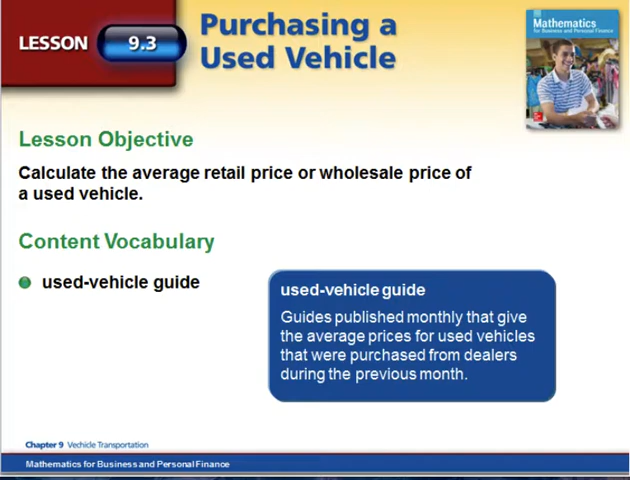 LESSON 9.3
Purchasing a
Used Vehicle
Mathematics
for Business and Personal Finance
Lesson Objective
Calculate the average retail price or wholesale price of
a used vehicle.
Content Vocabulary
used-vehicle guide
used-vehicle guide
Guides published monthly that give
the average prices for used vehicles
that were purchased from dealers
during the previous month.
Chapter 9 Vechicle Transportation
Mathematics for Business and Personal Finance